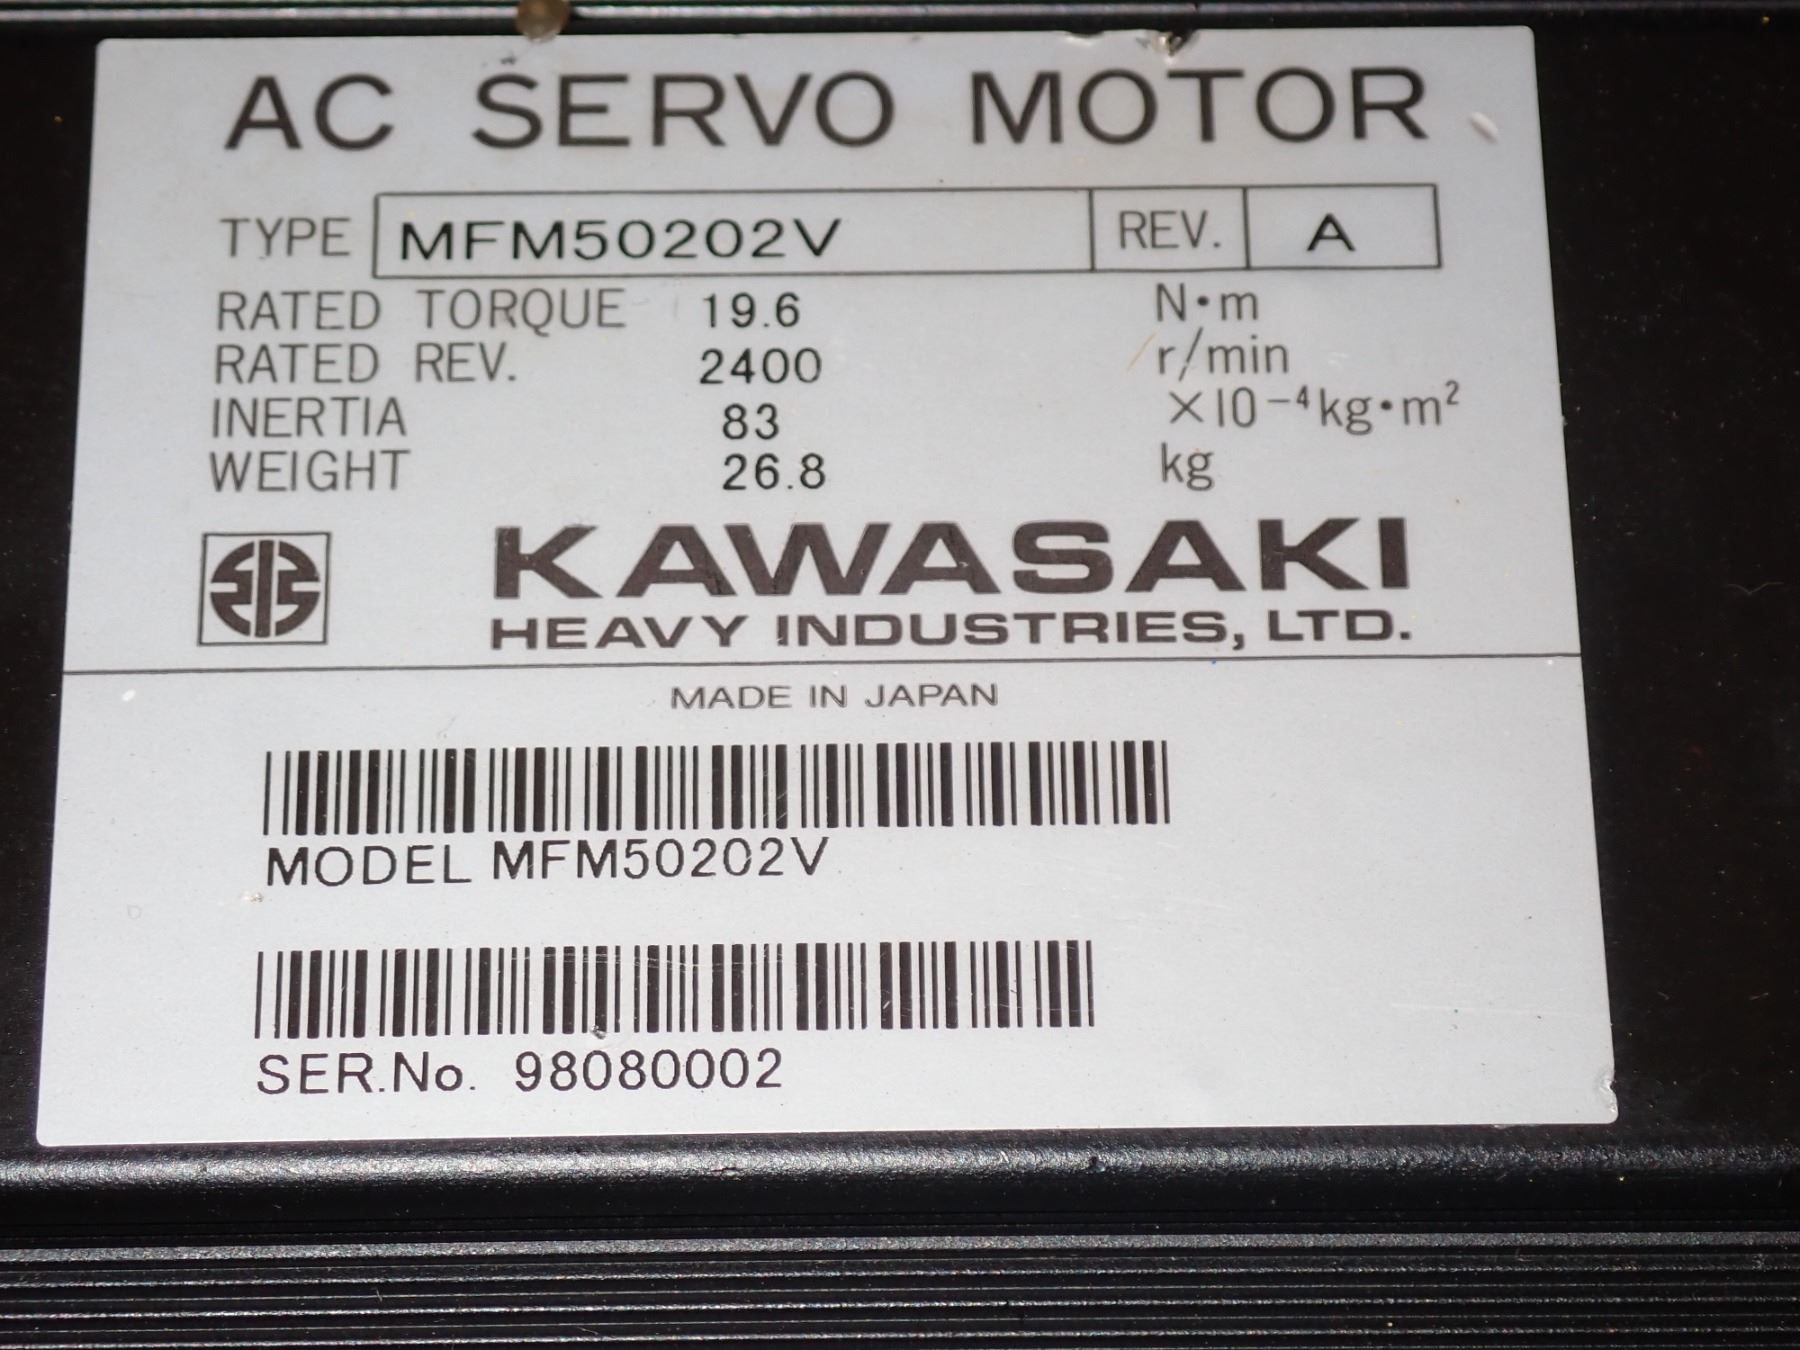 AC SERVO MOTOR
TYPE MFM50202V REV. A
RATED TORQUE 19.6 N·m
RATED REV. 2400 r/min
INERTIA 83 ×10⁻⁴kg·m²
WEIGHT 26.8 kg
KAWASAKI
HEAVY INDUSTRIES, LTD.
MADE IN JAPAN
MODEL MFM50202V
SER.No. 98080002